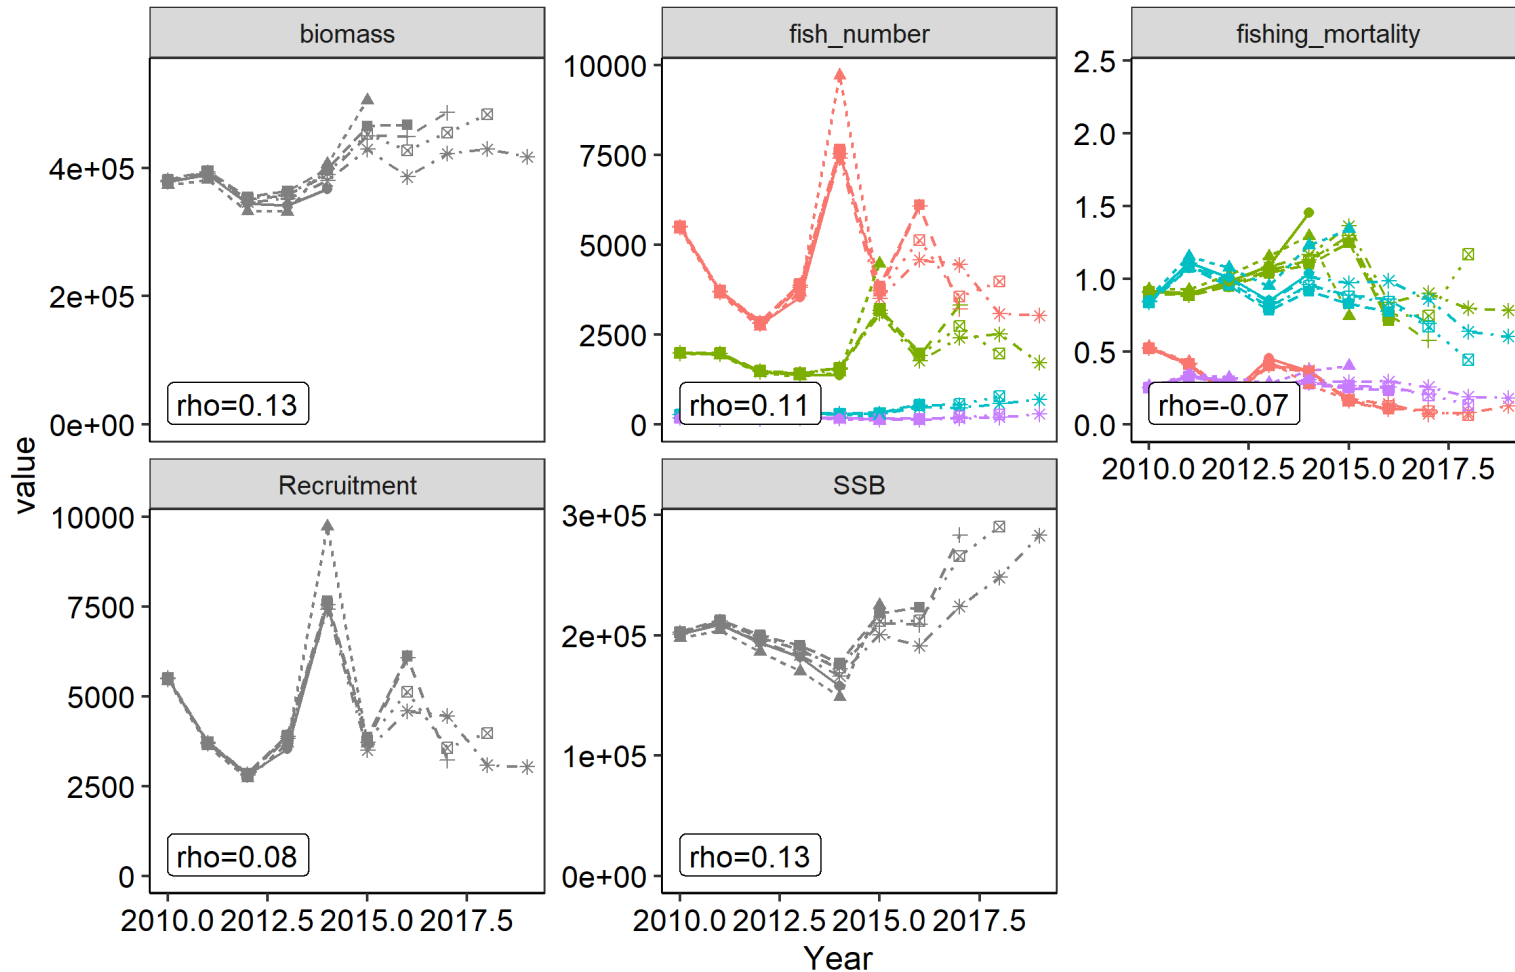 biomass
fish_number
fishing_mortality
4e+05
2e+05
0e+00
rho=0.13
10000
7500
5000
2500
0
rho=0.11
2.5
2.0
1.5
1.0
0.5
0.0
rho=-0.07
2010.0 2012.5 2015.0 2017.5
value
Recruitment
SSB
10000
7500
5000
2500
0
rho=0.08
3e+05
2e+05
1e+05
0e+00
rho=0.13
2010.0 2012.5 2015.0 2017.5
2010.0 2012.5 2015.0 2017.5
Year